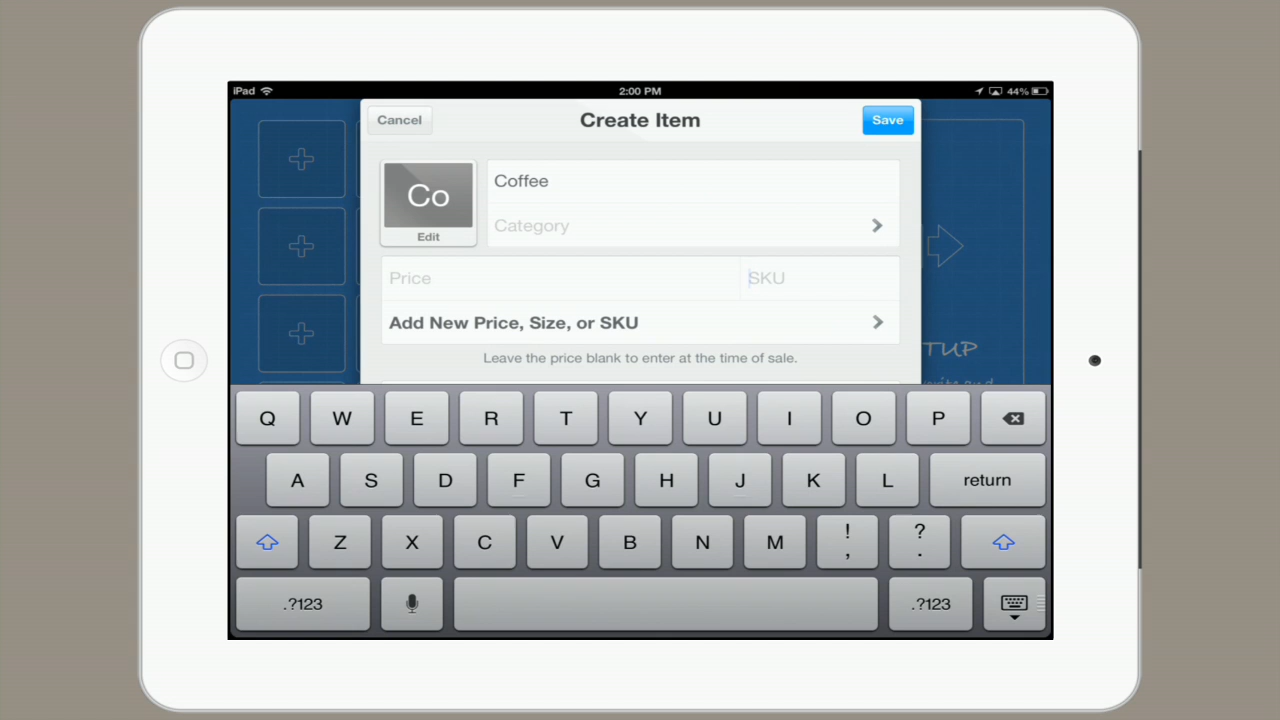 iPad 2:00 PM 44%
Cancel Create Item Save
Co
Edit
Coffee
Category
Price SKU
Add New Price, Size, or SKU
Leave the price blank to enter at the time of sale.
TUP
and
Q W E R T Y U I O P
A S D F G H J K L return
Z X C V B N M ! , ? .
.?123 .?123